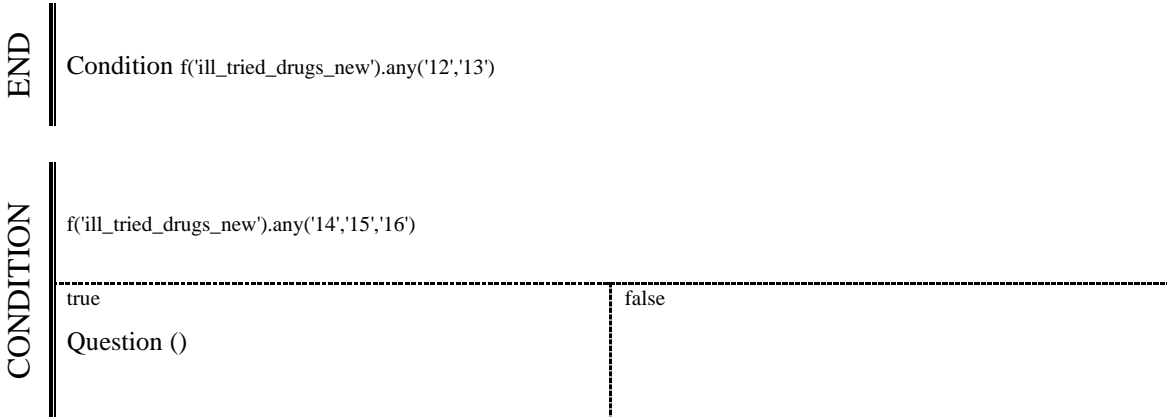 END
Condition f('ill_tried_drugs_new').any('12','13')
CONDITION
f('ill_tried_drugs_new').any('14','15','16')
true
false
Question ()